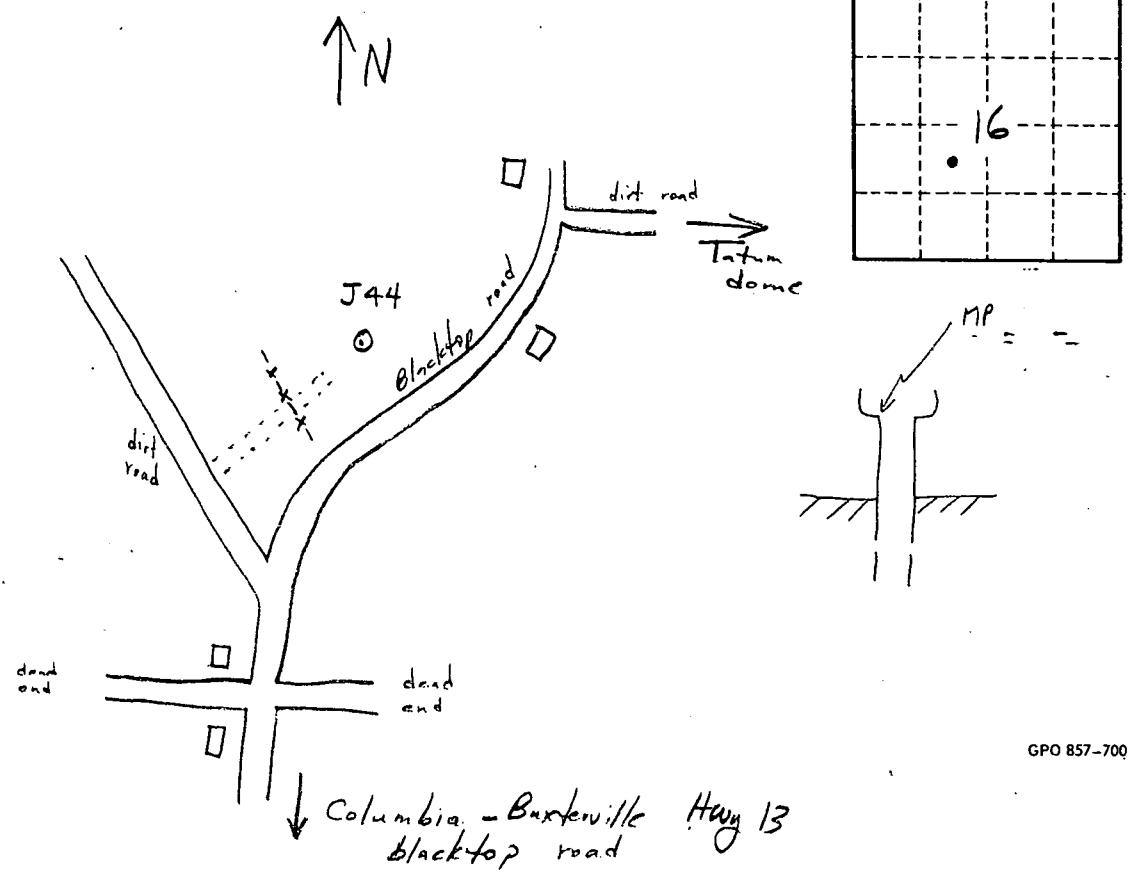 N
16
dirt road
Tatum
dome
J44
Blacktop road
MP
dirt
road
dead
end
dead
end
GPO 857-700
Columbia - Baxterville Hwy 13
blacktop road